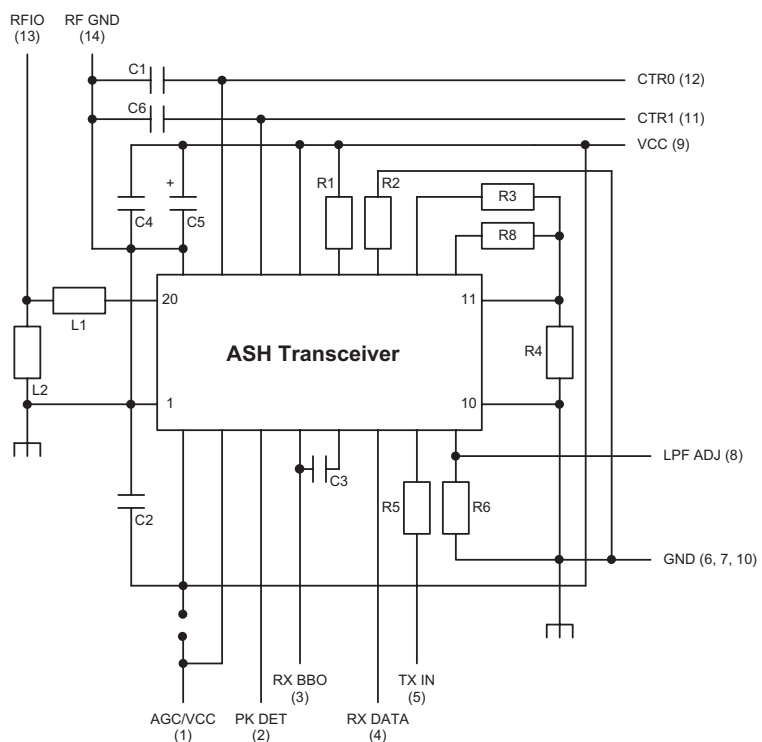 RFIO
(13)
RF GND
(14)
C1
CTR0 (12)
C6
CTR1 (11)
VCC (9)
+
C4
C5
R1
R2
R3
R8
20
11
L1
ASH Transceiver
R4
L2
1
10
LPF ADJ (8)
C3
C2
R5
R6
GND (6, 7, 10)
RX BBO
(3)
TX IN
(5)
AGC/VCC
(1)
PK DET
(2)
RX DATA
(4)